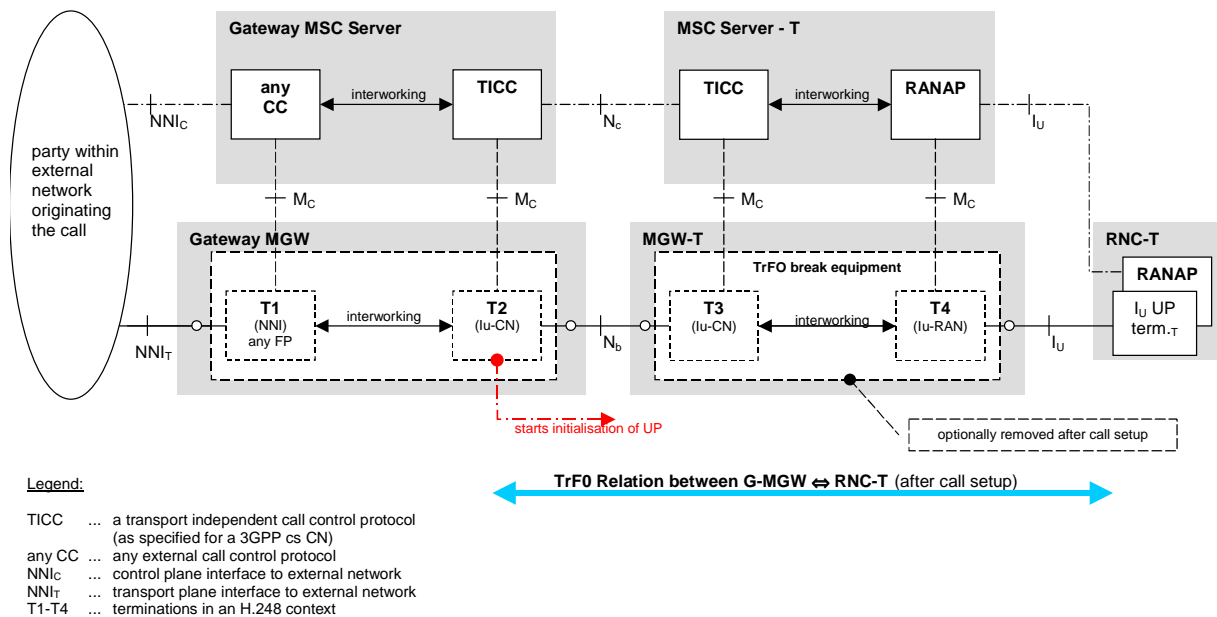 Gateway MSC Server
MSC Server - T
any
CC
interworking
TICC
TICC
interworking
RANAP
NNIC
Nc
IU
party within
external
network
originating
the call
MC
MC
MC
MC
Gateway MGW
MGW-T
RNC-T
TrFO break equipment
RANAP
T1
(NNI)
any FP
interworking
T2
(Iu-CN)
T3
(Iu-CN)
interworking
T4
(Iu-RAN)
IU UP
term.T
NNIT
Nb
IU
starts initialisation of UP
optionally removed after call setup
TrF0 Relation between G-MGW ⇔ RNC-T (after call setup)
Legend:
TICC ... a transport independent call control protocol
(as specified for a 3GPP cs CN)
any CC ... any external call control protocol
NNIC ... control plane interface to external network
NNIT ... transport plane interface to external network
T1-T4 ... terminations in an H.248 context